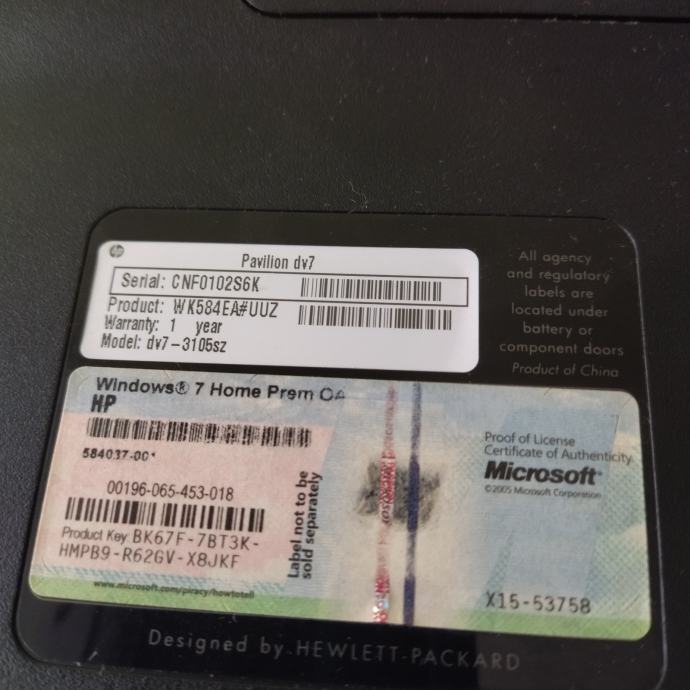 hp
Pavilion dv7
Serial: CNF0102S6K
Product: WK584EA#UUZ
Warranty: 1 year
Model: dv7-3105sz
All agency
and regulatory
labels are
located under
battery or
component doors
Product of China
Windows® 7 Home Prem OA
HP
584037-00*
00196-065-453-018
Product Key BK67F-7BT3K-
HMPB9-R62GV-X8JKF
www.microsoft.com/piracy/howtotell
Label not to be
sold separately
Proof of License
Certificate of Authenticity
Microsoft®
©2005 Microsoft Corporation
X15-53758
Designed by HEWLETT-PACKARD